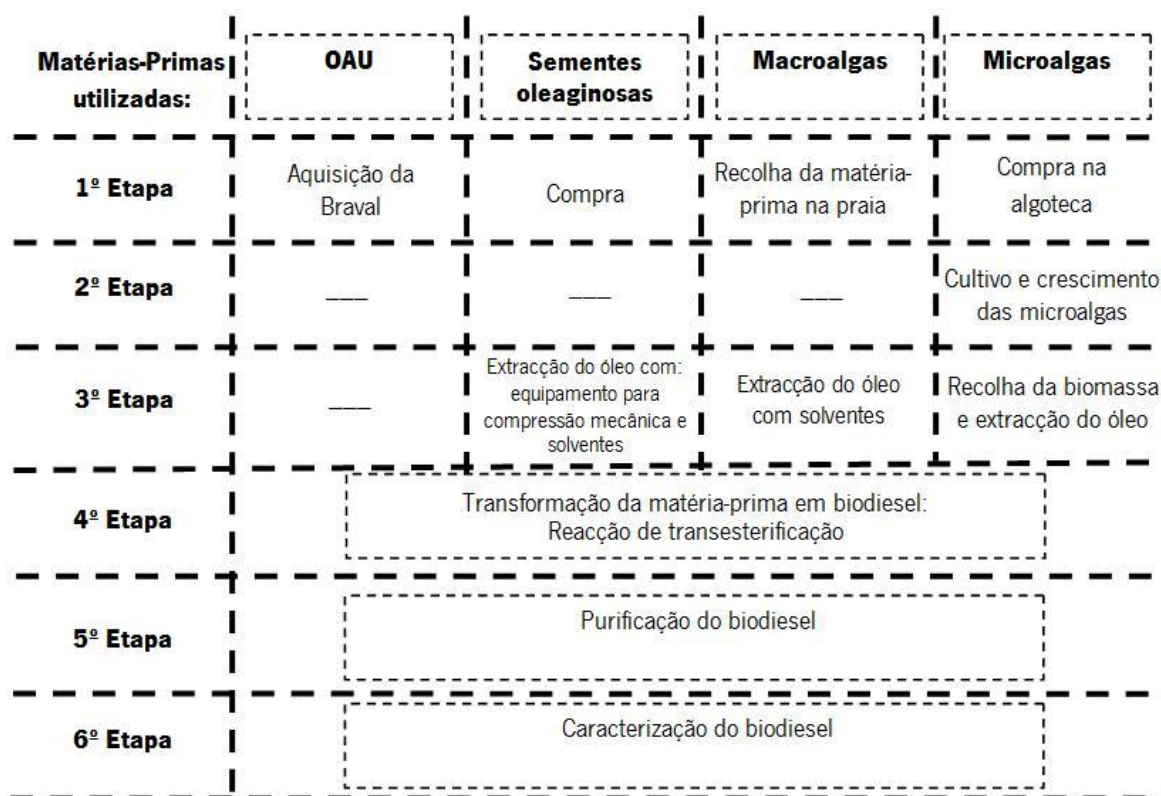 Matérias-Primas
utilizadas:
OAU
Sementes
oleaginosas
Macroalgas
Microalgas
1º Etapa
Aquisição da
Braval
Compra
Recolha da matéria-
prima na praia
Compra na
algoteca
2º Etapa
___
___
___
Cultivo e crescimento
das microalgas
3º Etapa
___
Extracção do óleo com:
equipamento para
compressão mecânica e
solventes
Extracção do óleo
com solventes
Recolha da biomassa
e extracção do óleo
4º Etapa
Transformação da matéria-prima em biodiesel:
Reacção de transesterificação
5º Etapa
Purificação do biodiesel
6º Etapa
Caracterização do biodiesel